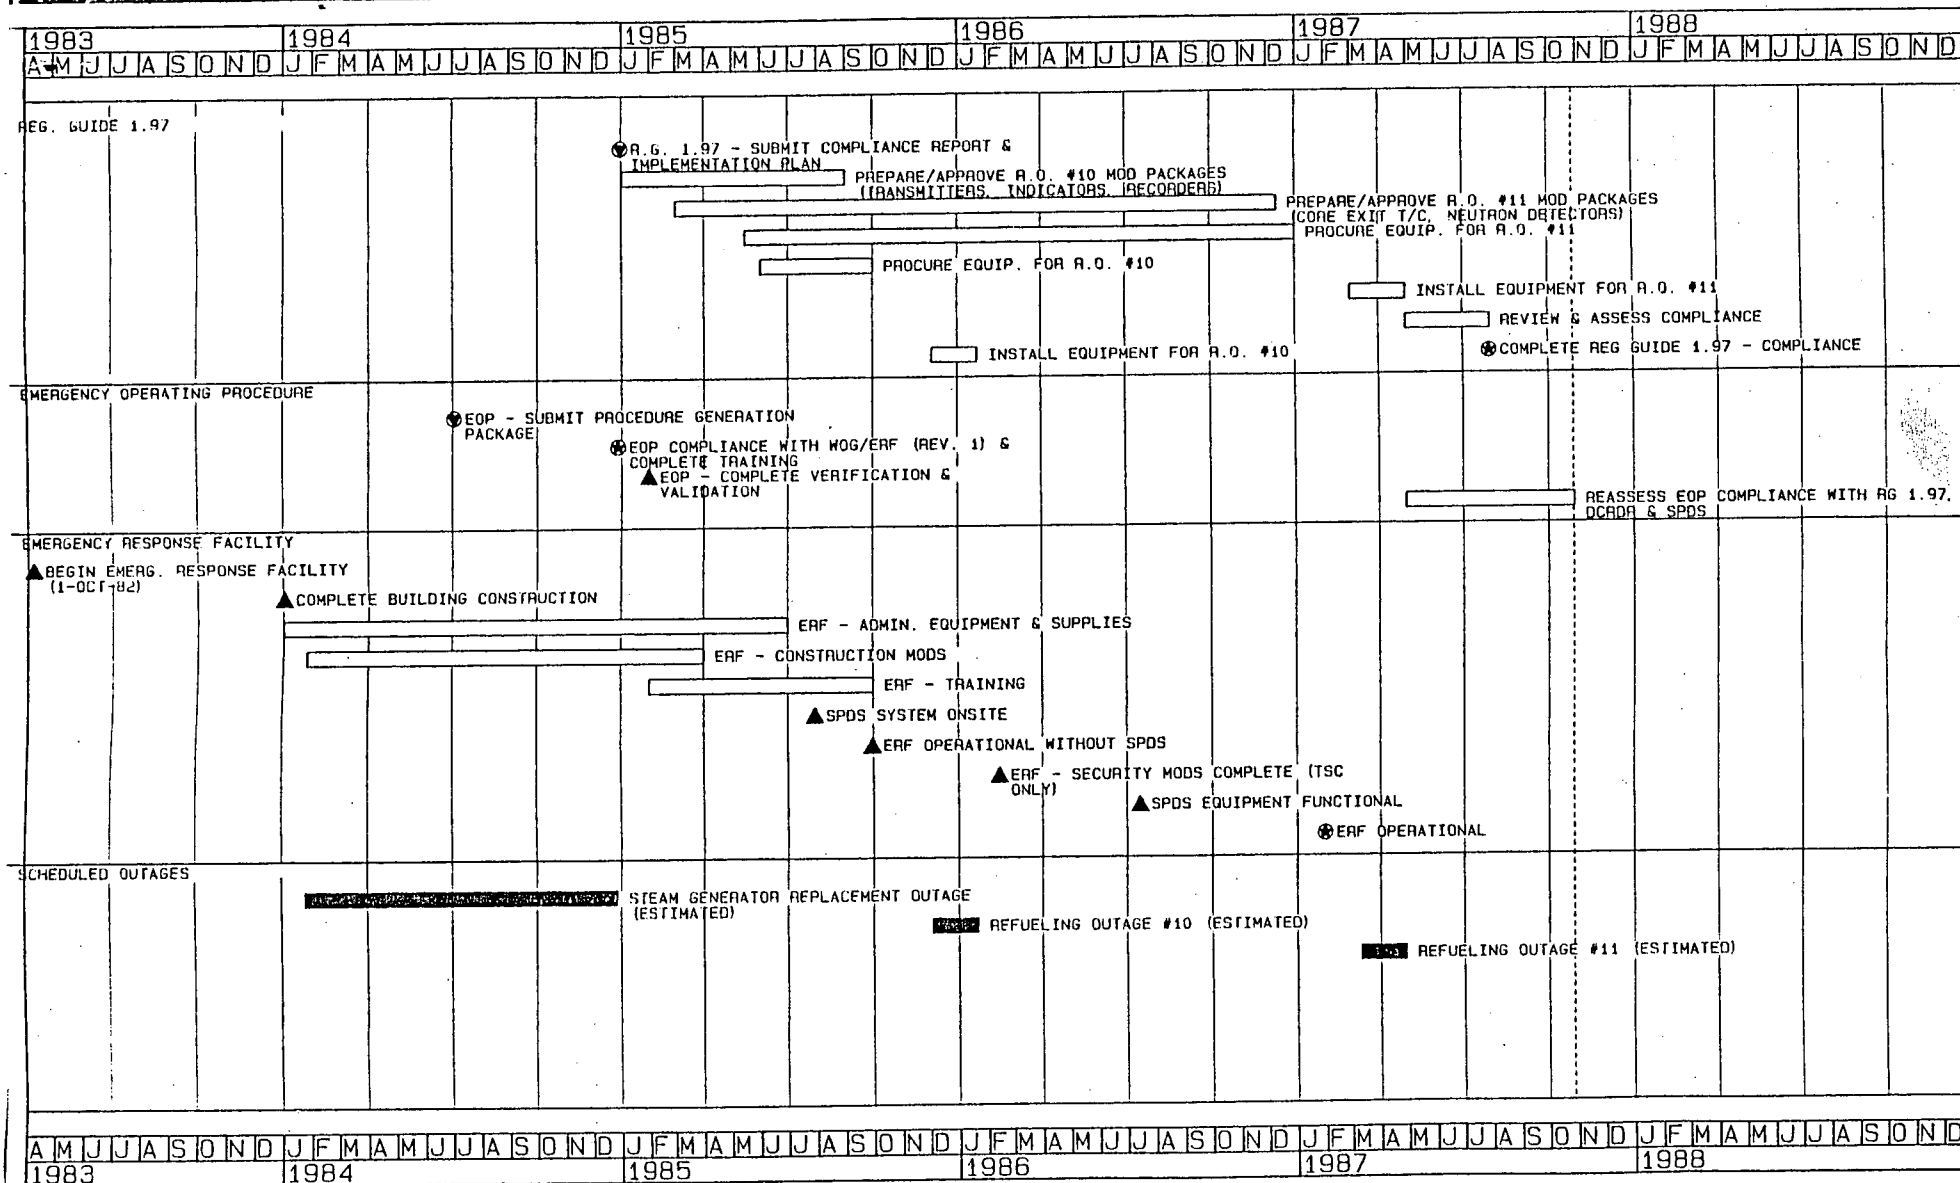 1983 1984 1985 1986 1987 1988
A M J J A S O N D J F M A M J J A S O N D J F M A M J J A S O N D J F M A M J J A S O N D J F M A M J J A S O N D J F M A M J J A S O N D
REG. GUIDE 1.97
R.G. 1.97 - SUBMIT COMPLIANCE REPORT &
IMPLEMENTATION PLAN
PREPARE/APPROVE R.O. #10 MOD PACKAGES
(TRANSMITTERS, INDICATORS, RECORDERS)
PREPARE/APPROVE R.O. #11 MOD PACKAGES
(CORE EXIT T/C, NEUTRON DETECTORS)
PROCURE EQUIP. FOR R.O. #11
PROCURE EQUIP. FOR R.O. #10
INSTALL EQUIPMENT FOR R.O. #11
REVIEW & ASSESS COMPLIANCE
COMPLETE REG GUIDE 1.97 - COMPLIANCE
INSTALL EQUIPMENT FOR R.O. #10
EMERGENCY OPERATING PROCEDURE
EOP - SUBMIT PROCEDURE GENERATION
PACKAGE
EOP COMPLIANCE WITH WOG/ERF (REV. 1) &
COMPLETE TRAINING
EOP - COMPLETE VERIFICATION &
VALIDATION
REASSESS EOP COMPLIANCE WITH RG 1.97,
DCRDR & SPDS
EMERGENCY RESPONSE FACILITY
BEGIN EMERG. RESPONSE FACILITY
(1-OCT-82)
COMPLETE BUILDING CONSTRUCTION
ERF - ADMIN. EQUIPMENT & SUPPLIES
ERF - CONSTRUCTION MODS
ERF - TRAINING
SPDS SYSTEM ONSITE
ERF OPERATIONAL WITHOUT SPDS
ERF - SECURITY MODS COMPLETE (TSC
ONLY)
SPDS EQUIPMENT FUNCTIONAL
ERF OPERATIONAL
SCHEDULED OUTAGES
STEAM GENERATOR REPLACEMENT OUTAGE
(ESTIMATED)
REFUELING OUTAGE #10 (ESTIMATED)
REFUELING OUTAGE #11 (ESTIMATED)
A M J J A S O N D J F M A M J J A S O N D J F M A M J J A S O N D J F M A M J J A S O N D J F M A M J J A S O N D J F M A M J J A S O N D
1983 1984 1985 1986 1987 1988